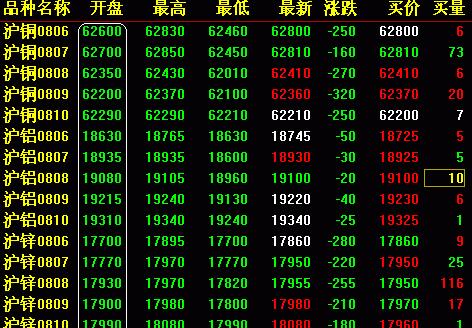 品种名称 开盘 最高 最低 最新 涨跌 买价 买量
沪铜0806 62600 62830 62460 62800 -250 62800 6
沪铜0807 62700 62850 62450 62810 -160 62810 73
沪铜0808 62350 62430 62010 62410 -270 62410 6
沪铜0809 62200 62370 62100 62360 -320 62370 20
沪铜0810 62290 62290 62210 62210 -250 62200 7
沪铝0806 18630 18765 18630 18745 -50 18725 5
沪铝0807 18935 18935 18600 18930 -30 18925 5
沪铝0808 19080 19105 18960 19100 -20 19100 10
沪铝0809 19215 19240 19130 19220 -40 19230 6
沪铝0810 19310 19340 19240 19340 -25 19325 1
沪锌0806 17700 17895 17700 17860 -280 17860 9
沪锌0807 17770 17950 17770 17950 -220 17950 25
沪锌0808 17930 17970 17820 17955 -255 17950 116
沪锌0809 17900 17980 17800 17980 -210 17970 17
沪锌0810 17990 18080 17990 18080 -190 17960 1